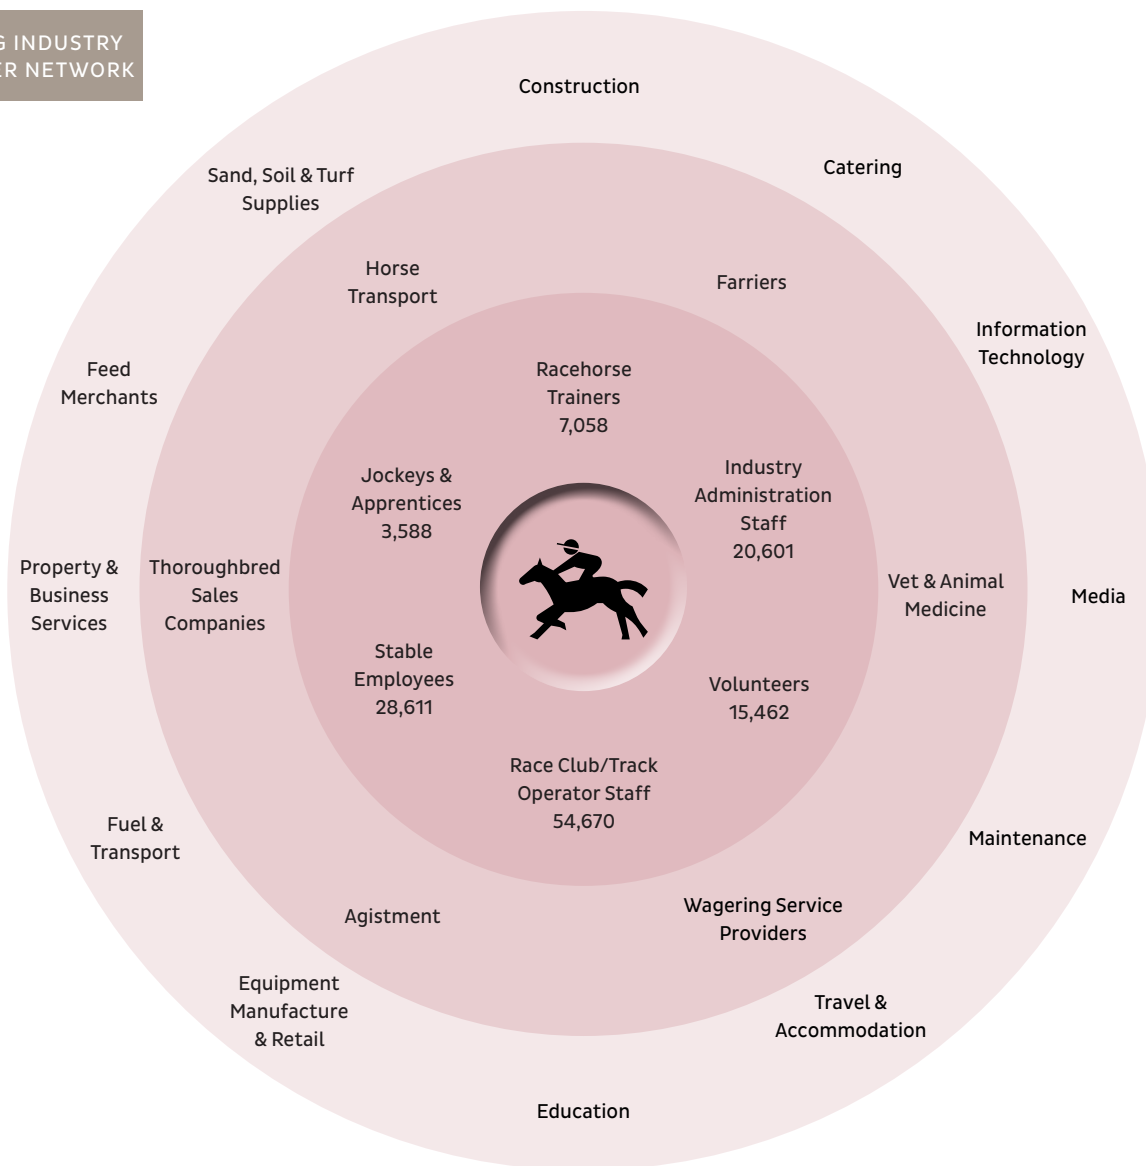 INDUSTRY
NETWORK
Construction
Catering
Sand, Soil & Turf
Supplies
Horse
Transport
Farriers
Information
Technology
Feed
Merchants
Racehorse
Trainers
7,058
Jockeys &
Apprentices
3,588
Industry
Administration
Staff
20,601
Property &
Business
Services
Thoroughbred
Sales
Companies
Vet & Animal
Medicine
Media
Stable
Employees
28,611
Volunteers
15,462
Race Club/Track
Operator Staff
54,670
Fuel &
Transport
Maintenance
Agistment
Wagering Service
Providers
Equipment
Manufacture
& Retail
Travel &
Accommodation
Education